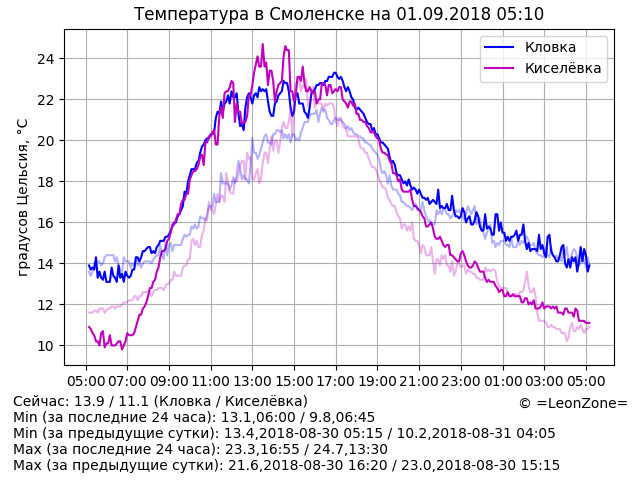 Температура в Смоленске на 01.09.2018 05:10
градусов Цельсия, °C
24
22
20
18
16
14
12
10
Кловка
Киселёвка
05:00 07:00 09:00 11:00 13:00 15:00 17:00 19:00 21:00 23:00 01:00 03:00 05:00
Сейчас: 13.9 / 11.1 (Кловка / Киселёвка)
© =LeonZone=
Min (за последние 24 часа): 13.1,06:00 / 9.8,06:45
Min (за предыдущие сутки): 13.4,2018-08-30 05:15 / 10.2,2018-08-31 04:05
Max (за последние 24 часа): 23.3,16:55 / 24.7,13:30
Max (за предыдущие сутки): 21.6,2018-08-30 16:20 / 23.0,2018-08-30 15:15